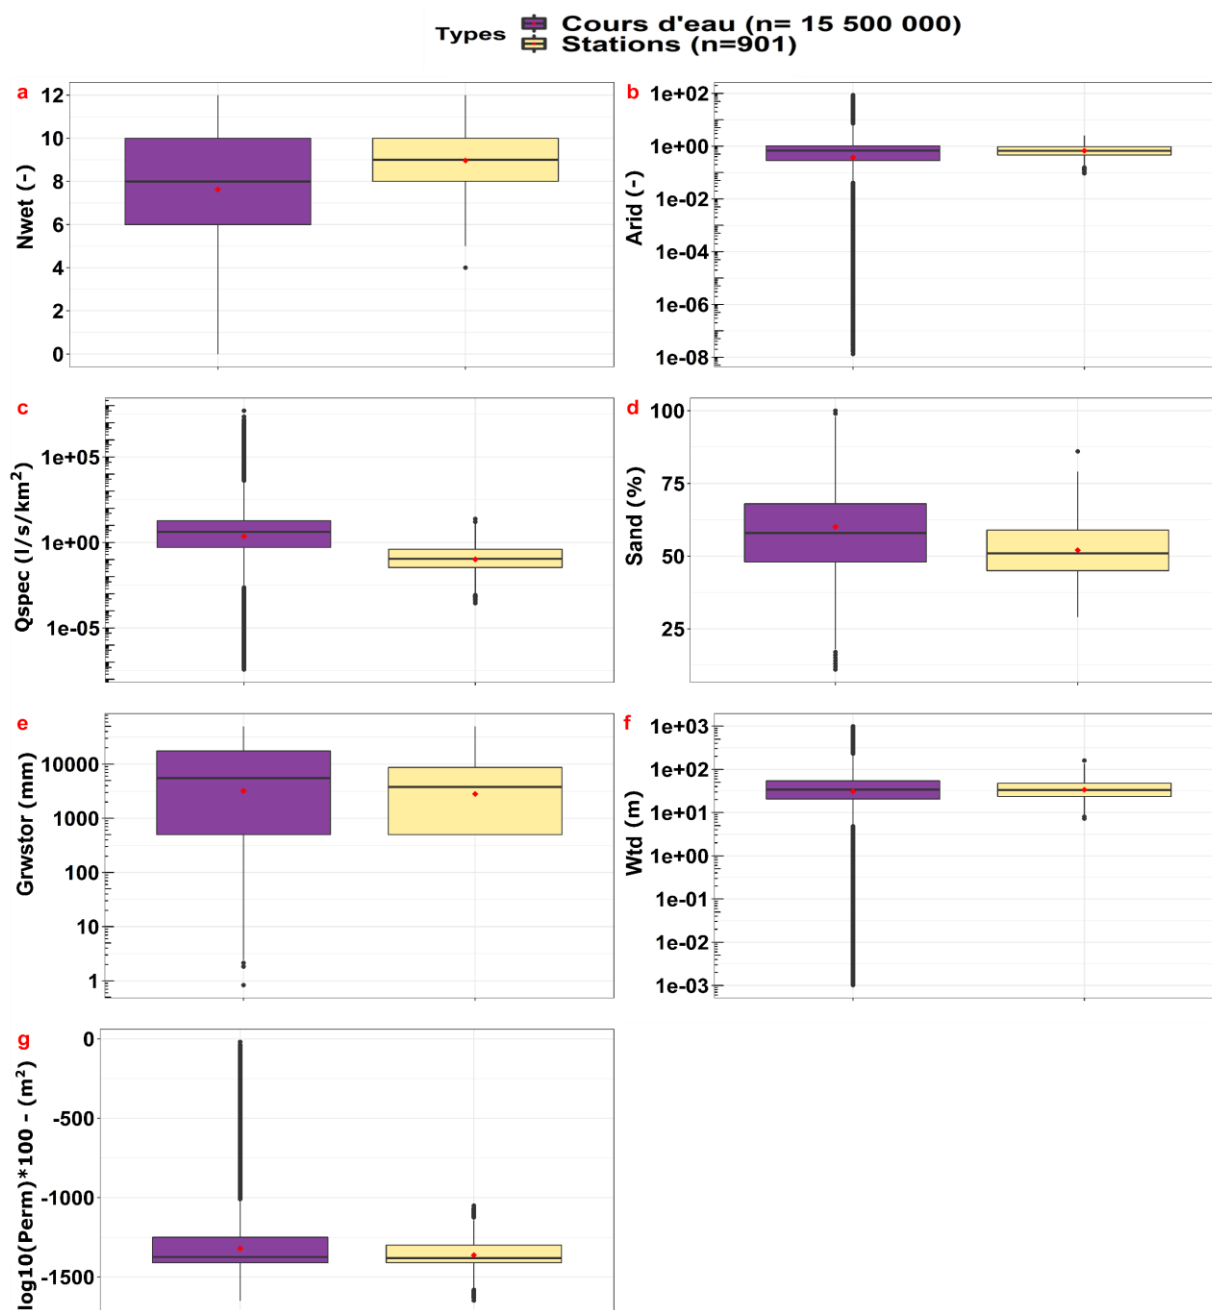 Types
Cours d'eau (n= 15 500 000)
Stations (n=901)
a
Nwet (-)
12
10
8
6
4
2
0
b
Arid (-)
1e+02
1e+00
1e-02
1e-04
1e-06
1e-08
c
Qspec (l/s/km²)
1e+05
1e+00
1e-05
d
Sand (%)
100
75
50
25
e
Grwstor (mm)
10000
1000
100
10
1
f
Wtd (m)
1e+03
1e+02
1e+01
1e+00
1e-01
1e-02
1e-03
g
log10(Perm)*100 - (m²)
0
-500
-1000
-1500